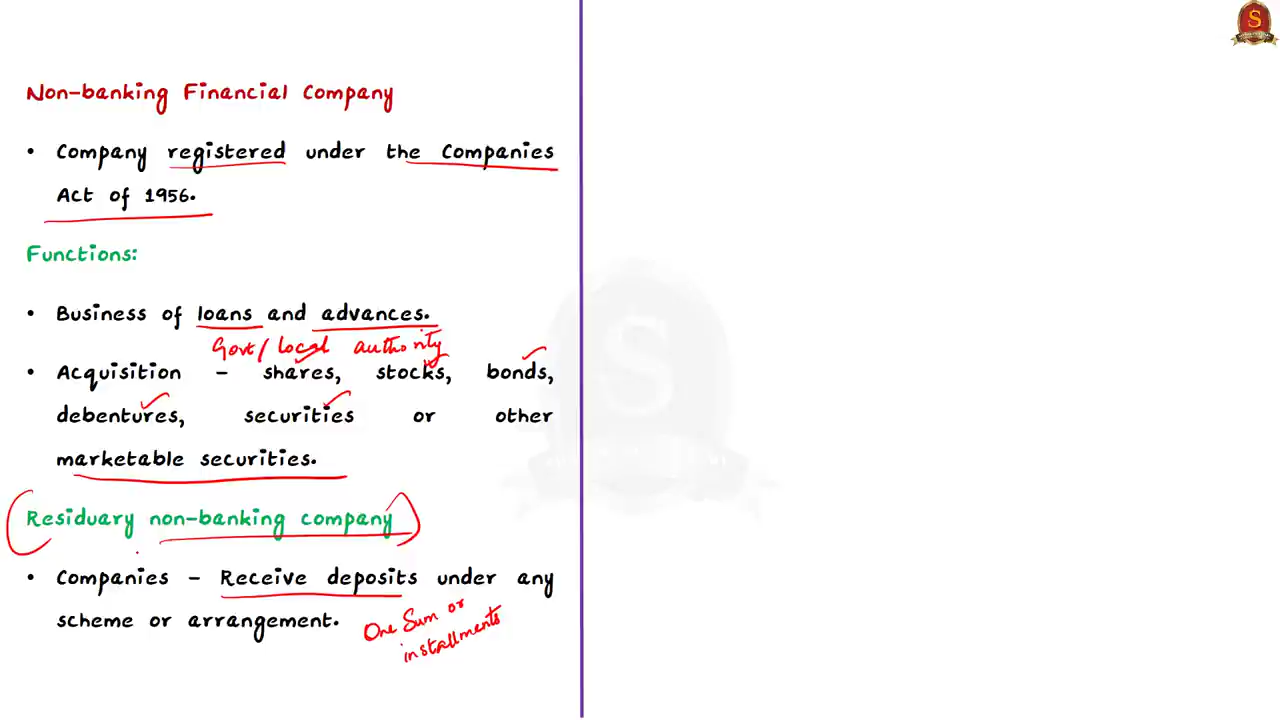 Non-banking Financial Company
• Company registered under the Companies
Act of 1956.
Functions:
• Business of loans and advances.
Govt/ local authority
• Acquisition – shares, stocks, bonds,
debentures, securities or other
marketable securities.
Residuary non-banking company
• Companies – Receive deposits under any
scheme or arrangement.
One Sum or
installments
S
S